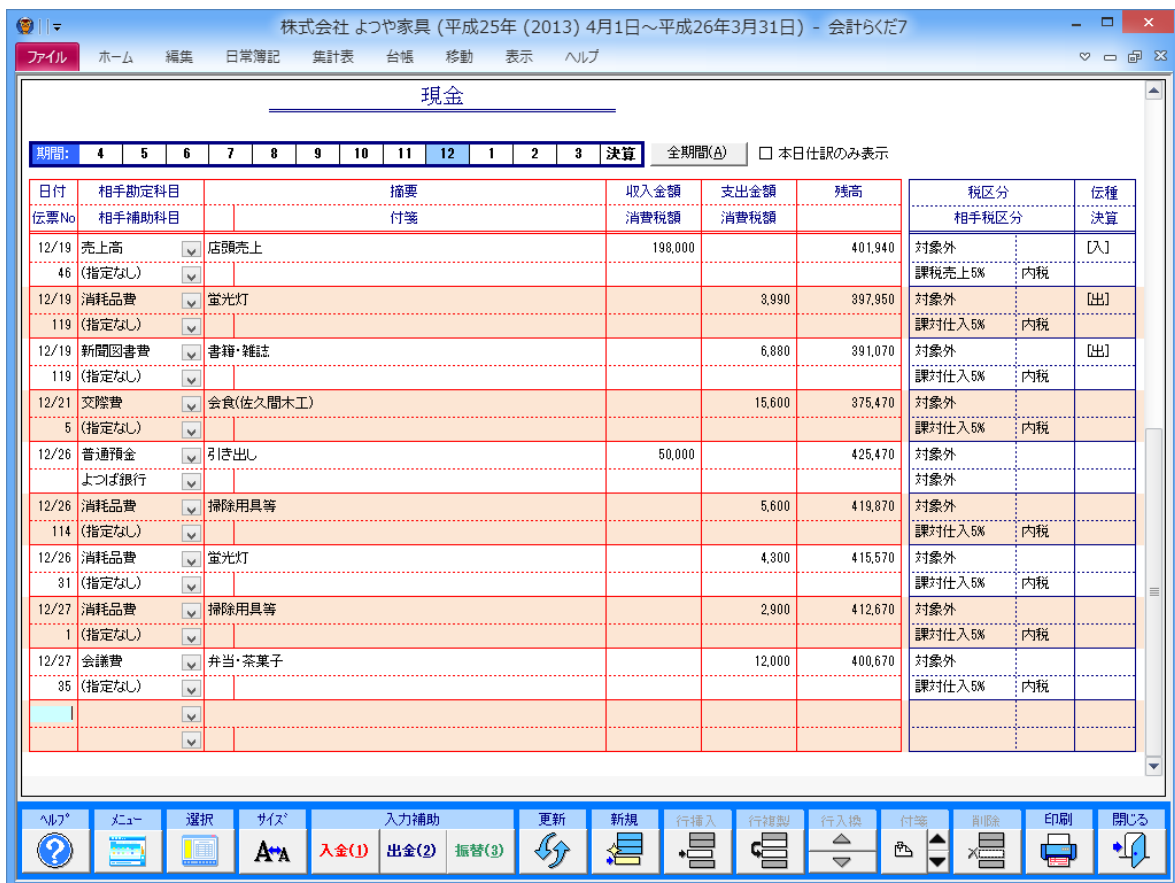 株式会社 よつや家具 (平成25年 (2013) 4月1日～平成26年3月31日) - 会計らくだ7
ファイル ホーム 編集 日常簿記 集計表 台帳 移動 表示 ヘルプ
現金
期間: 4 5 6 7 8 9 10 11 12 1 2 3 決算 全期間(A) 本日仕訳のみ表示
日付 相手勘定科目 摘要 収入金額 支出金額 残高 税区分 伝種
伝票No 相手補助科目 付箋 消費税額 消費税額 相手税区分 決算
12/19 売上高 店頭売上 198,000 401,940 対象外 [入]
46 (指定なし) 課税売上5% 内税
12/19 消耗品費 蛍光灯 3,990 397,950 対象外 [出]
119 (指定なし) 課対仕入5% 内税
12/19 新聞図書費 書籍・雑誌 6,880 391,070 対象外 [出]
119 (指定なし) 課対仕入5% 内税
12/21 交際費 会食(佐久間木工) 15,600 375,470 対象外
5 (指定なし) 課対仕入5% 内税
12/26 普通預金 引き出し 50,000 425,470 対象外
よつば銀行 対象外
12/26 消耗品費 掃除用具等 5,600 419,870 対象外
114 (指定なし) 課対仕入5% 内税
12/26 消耗品費 蛍光灯 4,300 415,570 対象外
31 (指定なし) 課対仕入5% 内税
12/27 消耗品費 掃除用具等 2,900 412,670 対象外
1 (指定なし) 課対仕入5% 内税
12/27 会議費 弁当・茶菓子 12,000 400,670 対象外
35 (指定なし) 課対仕入5% 内税
ﾍﾙﾌﾟ ﾒﾆｭｰ 選択 ｻｲｽﾞ 入力補助 更新 新規 行挿入 行複製 行入換 付箋 削除 印刷 閉じる
A↔A 入金(1) 出金(2) 振替(3)